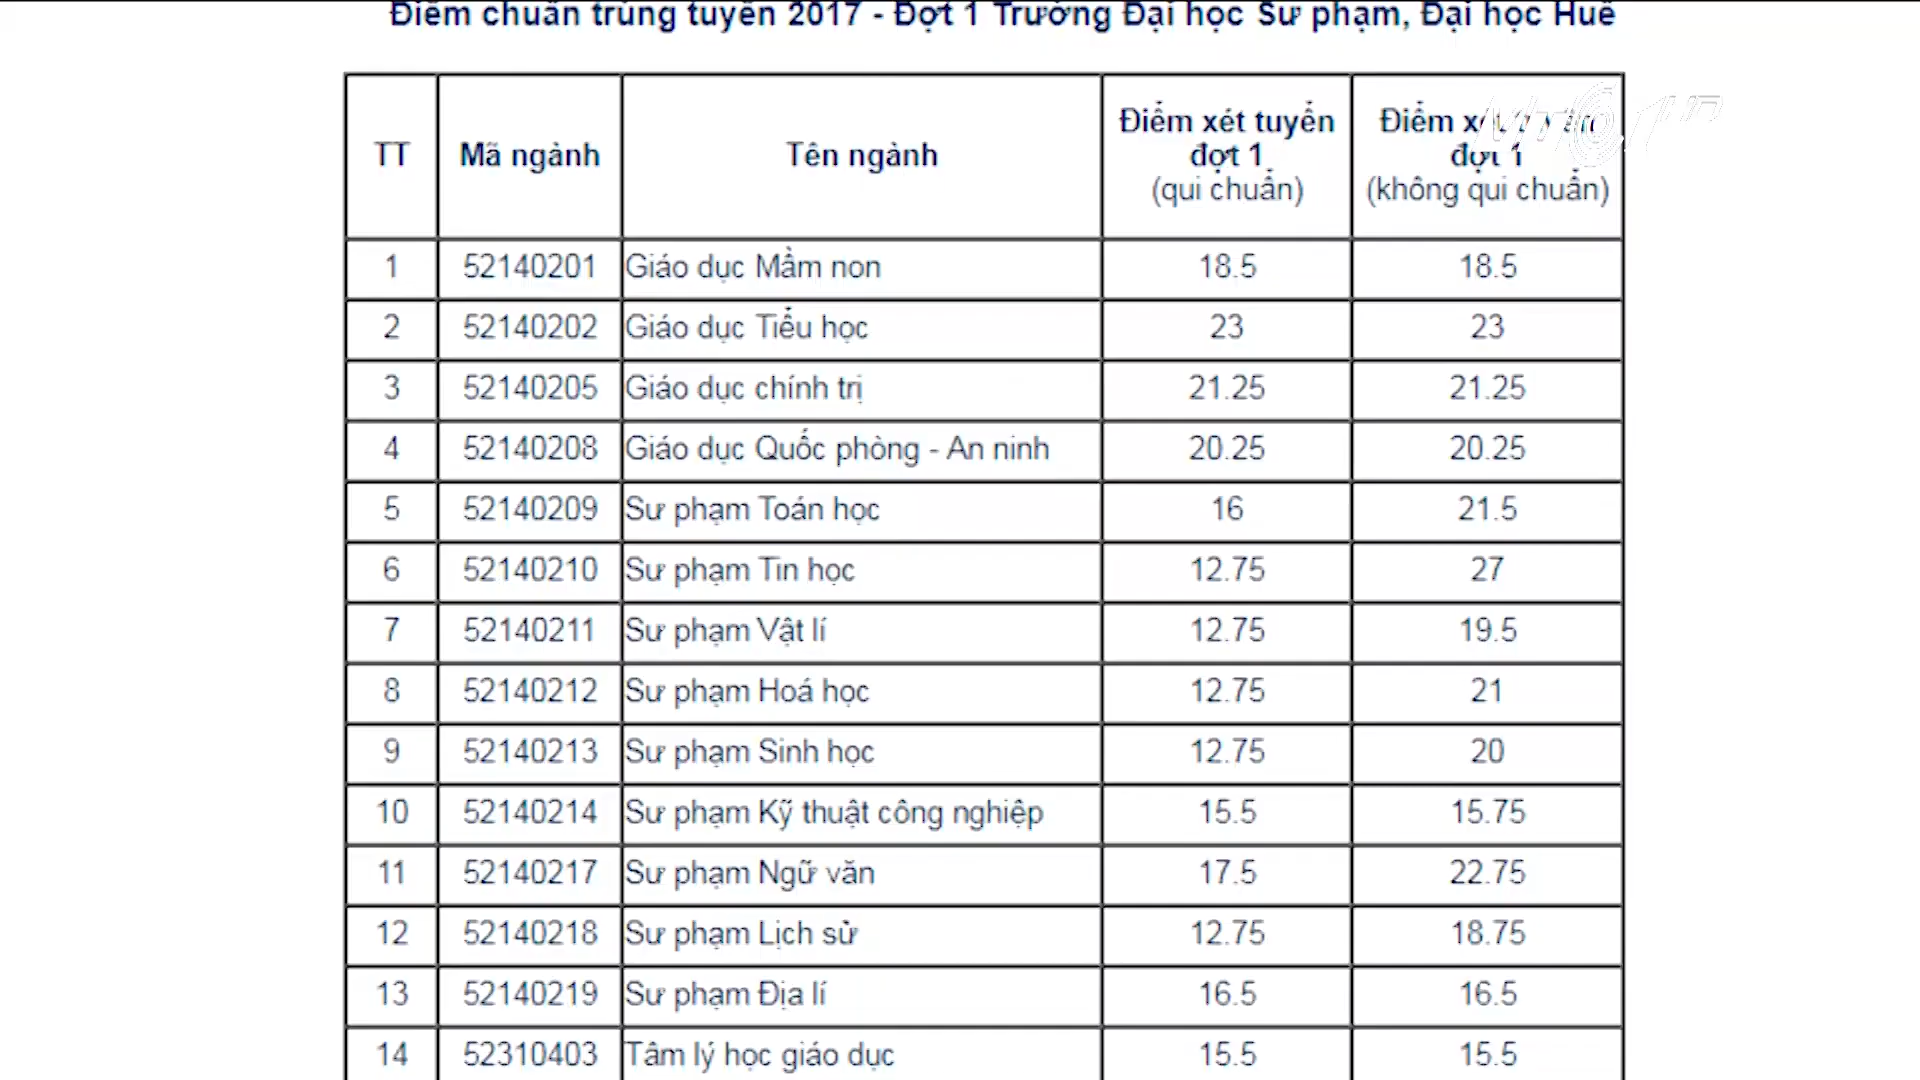 Điểm chuẩn trúng tuyển 2017 - Đợt 1 Trường Đại học Sư phạm, Đại học Huế
TT Mã ngành Tên ngành Điểm xét tuyển đợt 1 (qui chuẩn) Điểm xét tuyển đợt 1 (không qui chuẩn)
1 52140201 Giáo dục Mầm non 18.5 18.5
2 52140202 Giáo dục Tiểu học 23 23
3 52140205 Giáo dục chính trị 21.25 21.25
4 52140208 Giáo dục Quốc phòng - An ninh 20.25 20.25
5 52140209 Sư phạm Toán học 16 21.5
6 52140210 Sư phạm Tin học 12.75 27
7 52140211 Sư phạm Vật lí 12.75 19.5
8 52140212 Sư phạm Hoá học 12.75 21
9 52140213 Sư phạm Sinh học 12.75 20
10 52140214 Sư phạm Kỹ thuật công nghiệp 15.5 15.75
11 52140217 Sư phạm Ngữ văn 17.5 22.75
12 52140218 Sư phạm Lịch sử 12.75 18.75
13 52140219 Sư phạm Địa lí 16.5 16.5
14 52310403 Tâm lý học giáo dục 15.5 15.5